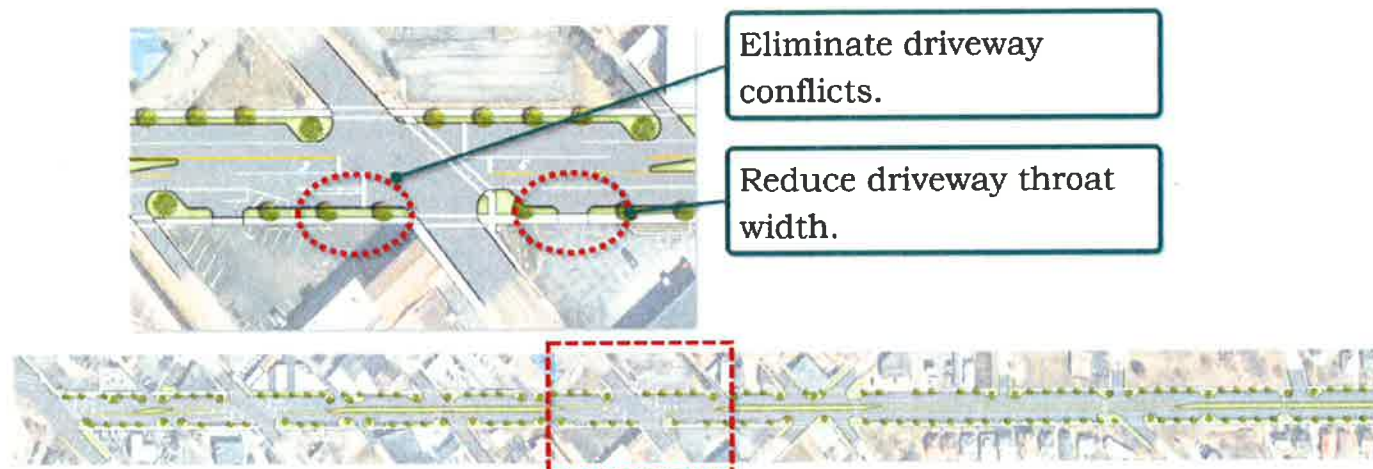 Eliminate driveway
conflicts.
Reduce driveway throat
width.